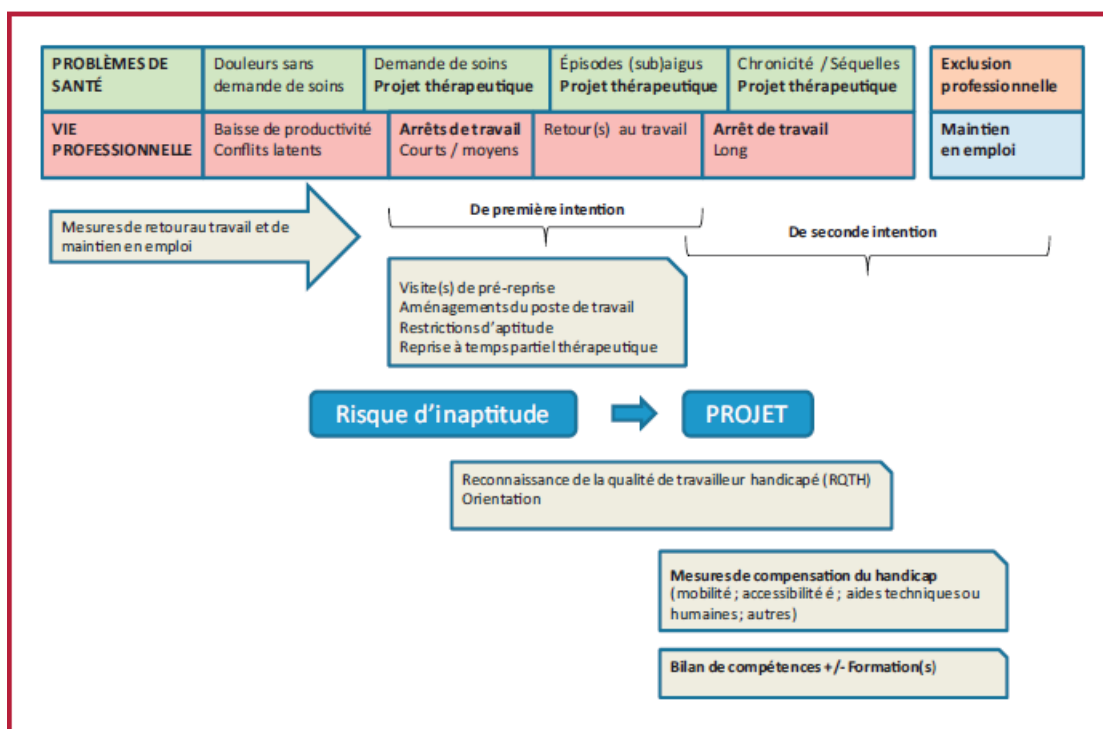 PROBLÈMES DE
SANTÉ
Douleurs sans
demande de soins
Demande de soins
Projet thérapeutique
Épisodes (sub)aigus
Projet thérapeutique
Chronicité / Séquelles
Projet thérapeutique
Exclusion
professionnelle
VIE
PROFESSIONNELLE
Baisse de productivité
Conflits latents
Arrêts de travail
Courts / moyens
Retour(s) au travail
Arrêt de travail
Long
Maintien
en emploi
Mesures de retour au travail et de
maintien en emploi
De première intention
De seconde intention
Visite(s) de pré-reprise
Aménagements du poste de travail
Restrictions d'aptitude
Reprise à temps partiel thérapeutique
Risque d'inaptitude
PROJET
Reconnaissance de la qualité de travailleur handicapé (RQTH)
Orientation
Mesures de compensation du handicap
(mobilité ; accessibilité é ; aides techniques ou
humaines ; autres)
Bilan de compétences +/- Formation(s)